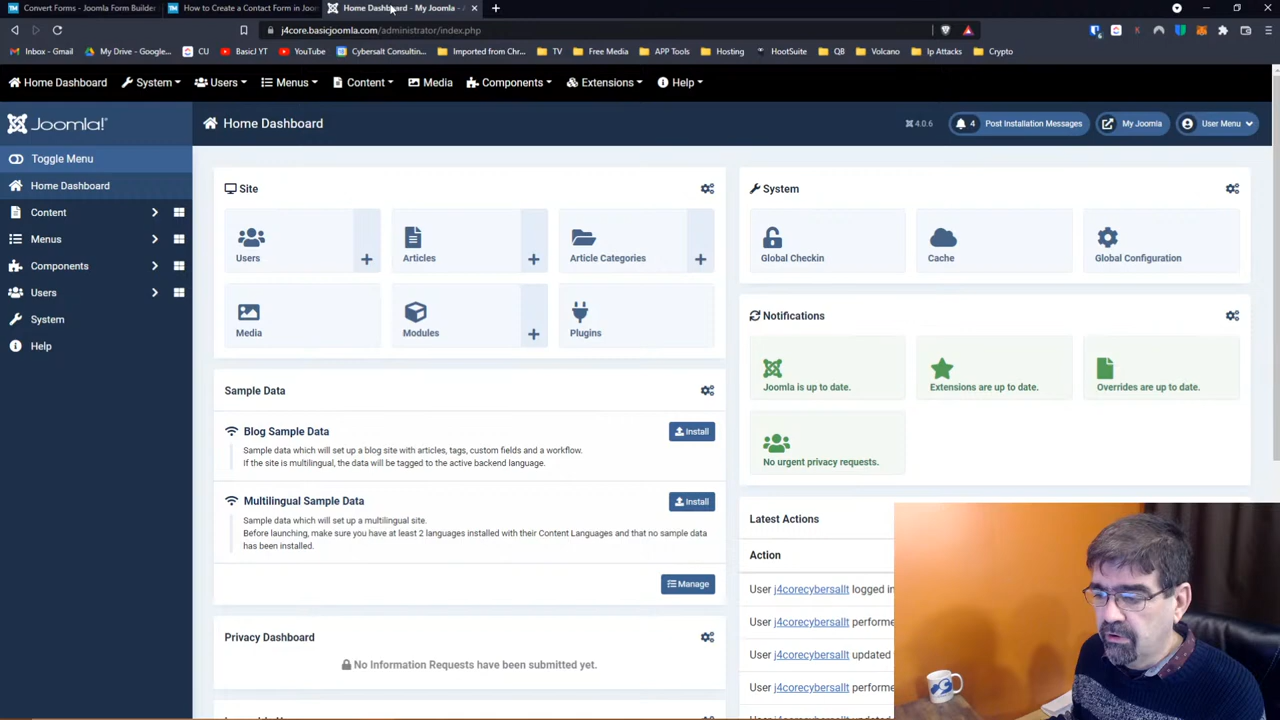 Convert Forms - Joomla Form Builder
How to Create a Contact Form in Joo
Home Dashboard - My Joomla -
j4core.basicjoomla.com/administrator/index.php
Inbox - Gmail
My Drive - Google...
CU
BasicJ YT
YouTube
Cybersalt Consulting...
Imported from Chr...
TV
Free Media
APP Tools
Hosting
HootSuite
QB
Volcano
Ip Attacks
Crypto
Home Dashboard
System
Users
Menus
Content
Media
Components
Extensions
Help
Joomla!
Home Dashboard
4.0.6
4
Post Installation Messages
My Joomla
User Menu
Toggle Menu
Home Dashboard
Content
Menus
Components
Users
System
Help
Site
Users
Articles
Article Categories
Media
Modules
Plugins
Sample Data
Blog Sample Data
Install
Sample data which will set up a blog site with articles, tags, custom fields and a workflow.
If the site is multilingual, the data will be tagged to the active backend language.
Multilingual Sample Data
Install
Sample data which will set up a multilingual site.
Before launching, make sure you have at least 2 languages installed with their Content Languages and that no sample data
has been installed.
Manage
Privacy Dashboard
No Information Requests have been submitted yet.
System
Global Checkin
Cache
Global Configuration
Notifications
Joomla is up to date.
Extensions are up to date.
Overrides are up to date.
No urgent privacy requests.
Latest Actions
Action
User j4corecybersallt logged in
User j4corecybersallt performe
User j4corecybersallt updated
User j4corecybersallt performe